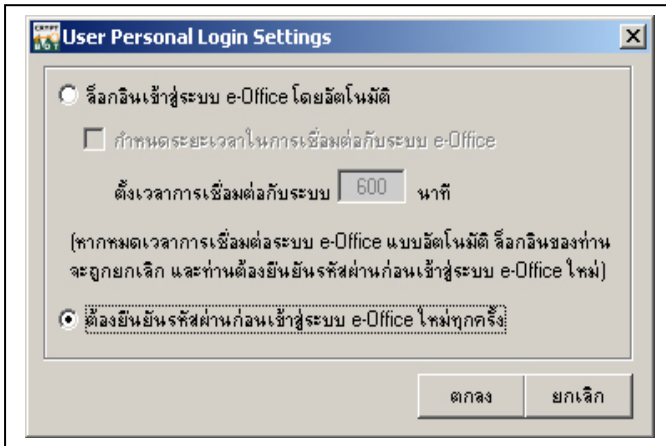 User Personal Login Settings
ล็อกอินเข้าสู่ระบบ e-Office โดยอัตโนมัติ
กำหนดระยะเวลาในการเชื่อมต่อกับระบบ e-Office
ตั้งเวลาการเชื่อมต่อกับระบบ 600 นาที
(หากหมดเวลาการเชื่อมต่อระบบ e-Office แบบอัตโนมัติ ล็อกอินของท่าน
จะถูกยกเลิก และท่านต้องยืนยันรหัสผ่านก่อนเข้าสู่ระบบ e-Office ใหม่)
ต้องยืนยันรหัสผ่านก่อนเข้าสู่ระบบ e-Office ใหม่ทุกครั้ง
ตกลง ยกเลิก